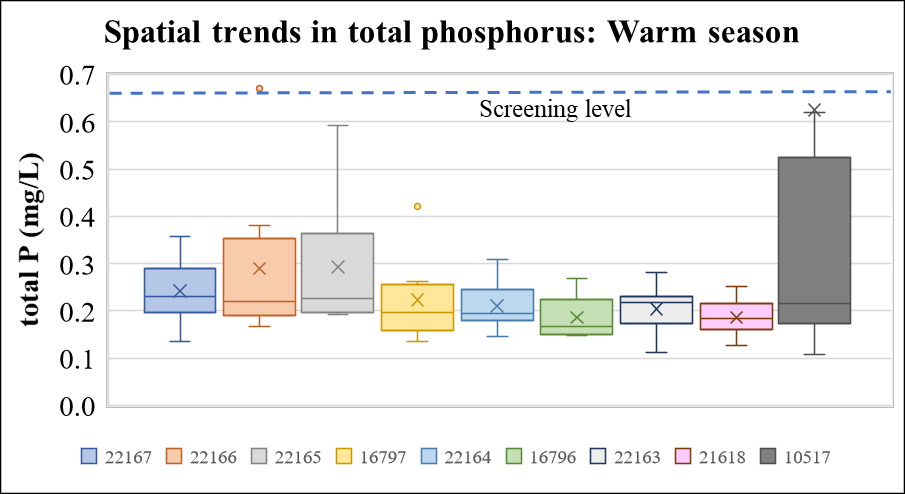 Spatial trends in total phosphorus: Warm season
0.7
Screening level
0.6
0.5
0.4
0.3
0.2
0.1
0.0
total P (mg/L)
22167 22166 22165 16797 22164 16796 22163 21618 10517